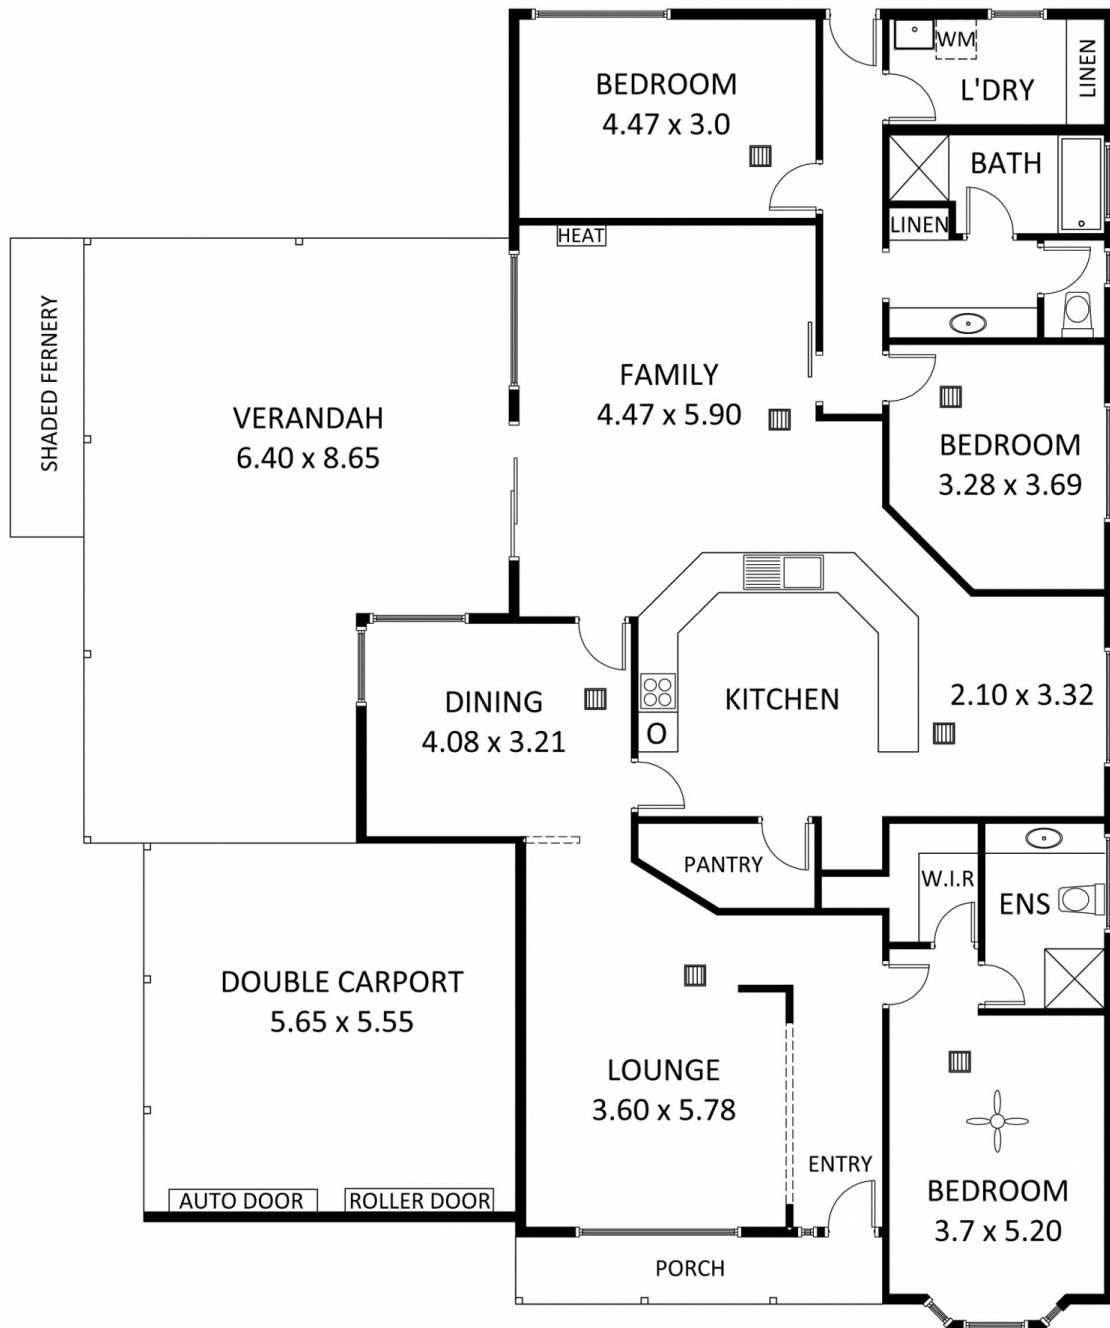 BEDROOM
4.47 x 3.0
WM
L'DRY
LINEN
BATH
LINEN
HEAT
SHADED FERNERY
VERANDAH
6.40 x 8.65
FAMILY
4.47 x 5.90
BEDROOM
3.28 x 3.69
DINING
4.08 x 3.21
KITCHEN
O
2.10 x 3.32
PANTRY
W.I.R
ENS
DOUBLE CARPORT
5.65 x 5.55
LOUNGE
3.60 x 5.78
ENTRY
BEDROOM
3.7 x 5.20
AUTO DOOR
ROLLER DOOR
PORCH